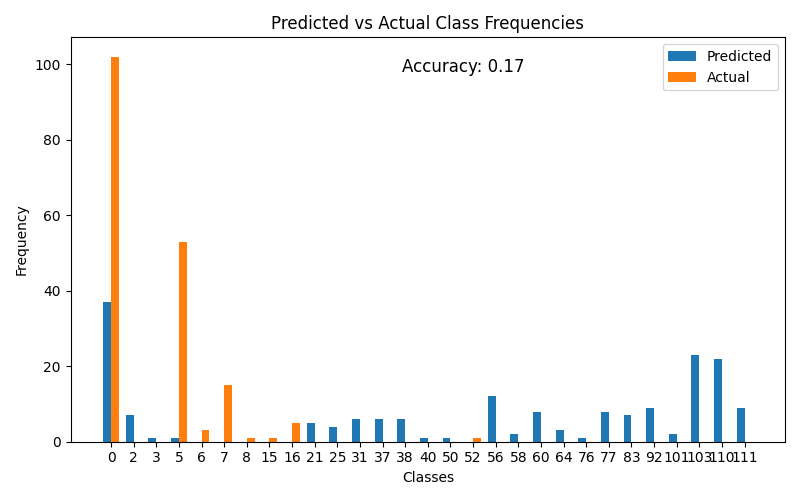 Predicted vs Actual Class Frequencies
Accuracy: 0.17
Predicted
Actual
Frequency
100
80
60
40
20
0
0 2 3 5 6 7 8 15 16 21 25 31 37 38 40 50 52 56 58 60 64 76 77 83 92 101 103 110 111
Classes